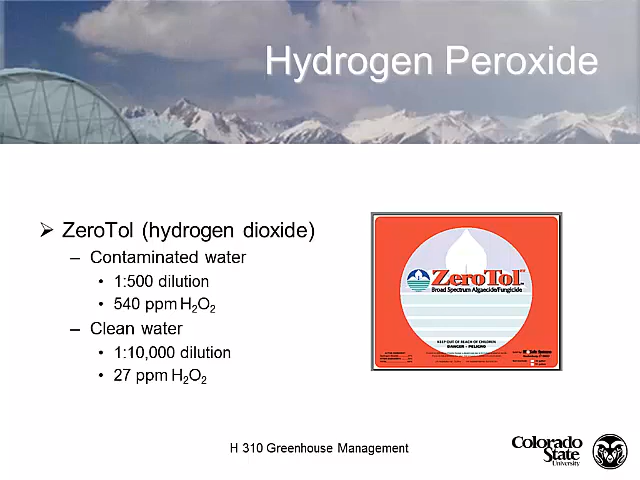 Hydrogen Peroxide
➢ ZeroTol (hydrogen dioxide)
– Contaminated water
• 1:500 dilution
• 540 ppm H₂O₂
– Clean water
• 1:10,000 dilution
• 27 ppm H₂O₂
ZeroTol
Broad Spectrum Algaecide/Fungicide
KEEP OUT OF REACH OF CHILDREN
DANGER - PELIGRO
H 310 Greenhouse Management
Colorado
State
University